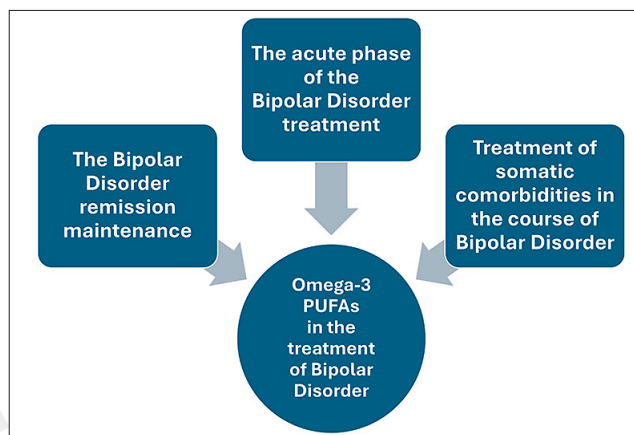 The acute phase
of the
Bipolar Disorder
treatment
The Bipolar
Disorder
remission
maintenance
Treatment of
somatic
comorbidities in
the course of
Bipolar Disorder
Omega-3
PUFAs
in the
treatment
of Bipolar
Disorder